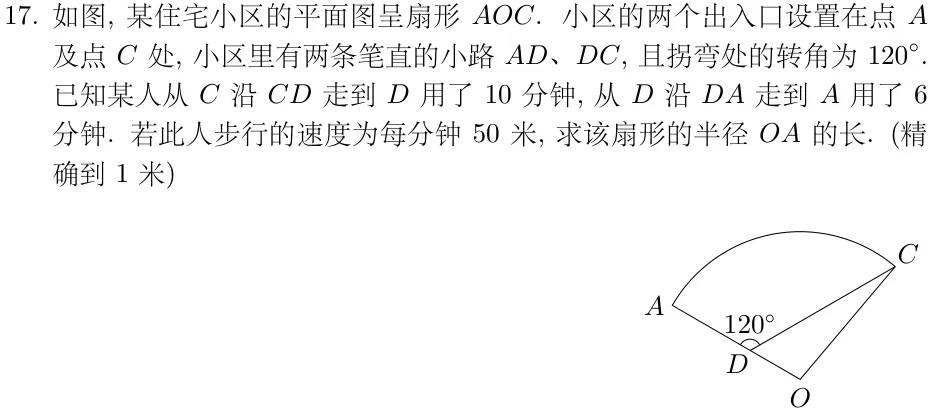 17. 如图, 某住宅小区的平面图呈扇形 AOC. 小区的两个出入口设置在点 A
及点 C 处, 小区里有两条笔直的小路 AD、DC, 且拐弯处的转角为 120°.
已知某人从 C 沿 CD 走到 D 用了 10 分钟, 从 D 沿 DA 走到 A 用了 6
分钟. 若此人步行的速度为每分钟 50 米, 求该扇形的半径 OA 的长. (精
确到 1 米)
C
A
120°
D
O